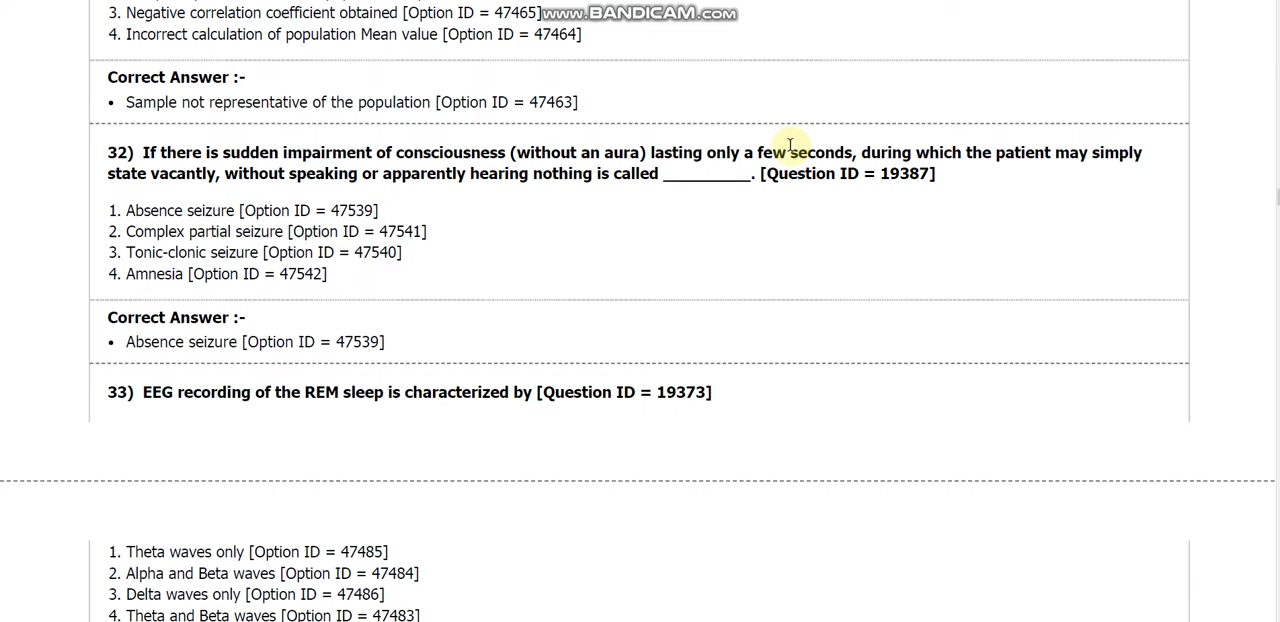 3. Negative correlation coefficient obtained [Option ID = 47465]
www.BANDICAM.com
4. Incorrect calculation of population Mean value [Option ID = 47464]
Correct Answer :-
• Sample not representative of the population [Option ID = 47463]
32) If there is sudden impairment of consciousness (without an aura) lasting only a few seconds, during which the patient may simply
state vacantly, without speaking or apparently hearing nothing is called __________. [Question ID = 19387]
1. Absence seizure [Option ID = 47539]
2. Complex partial seizure [Option ID = 47541]
3. Tonic-clonic seizure [Option ID = 47540]
4. Amnesia [Option ID = 47542]
Correct Answer :-
• Absence seizure [Option ID = 47539]
33) EEG recording of the REM sleep is characterized by [Question ID = 19373]
1. Theta waves only [Option ID = 47485]
2. Alpha and Beta waves [Option ID = 47484]
3. Delta waves only [Option ID = 47486]
4. Theta and Beta waves [Option ID = 47483]